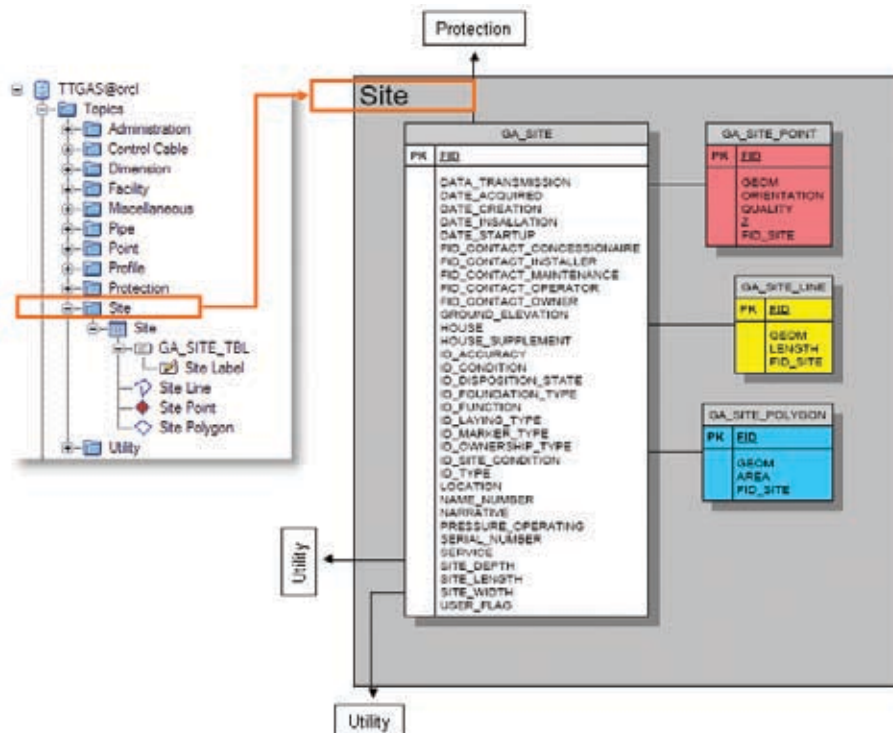 Protection
TTGAS@orcl
Topics
Administration
Control Cable
Dimension
Facility
Miscellaneous
Pipe
Point
Profile
Protection
Site
Site
GA_SITE_TBL
Site Label
Site Line
Site Point
Site Polygon
Utility
Site
GA_SITE
PK FID
DATA_TRANSMISSION
DATE_ACQUIRED
DATE_CREATION
DATE_INSALLATION
DATE_STARTUP
FID_CONTACT_CONCESSIONAIRE
FID_CONTACT_INSTALLER
FID_CONTACT_MAINTENANCE
FID_CONTACT_OPERATOR
FID_CONTACT_OWNER
GROUND_ELEVATION
HOUSE
HOUSE_SUPPLEMENT
ID_ACCURACY
ID_CONDITION
ID_DISPOSITION_STATE
ID_FOUNDATION_TYPE
ID_FUNCTION
ID_LAYING_TYPE
ID_MARKER_TYPE
ID_OWNERSHIP_TYPE
ID_SITE_CONDITION
ID_TYPE
LOCATION
NAME_NUMBER
NARRATIVE
PRESSURE_OPERATING
SERIAL_NUMBER
SERVICE
SITE_DEPTH
SITE_LENGTH
SITE_WIDTH
USER_FLAG
GA_SITE_POINT
PK FID
GEOM
ORIENTATION
QUALITY
Z
FID_SITE
GA_SITE_LINE
PK FID
GEOM
LENGTH
FID_SITE
GA_SITE_POLYGON
PK FID
GEOM
AREA
FID_SITE
Utility
Utility